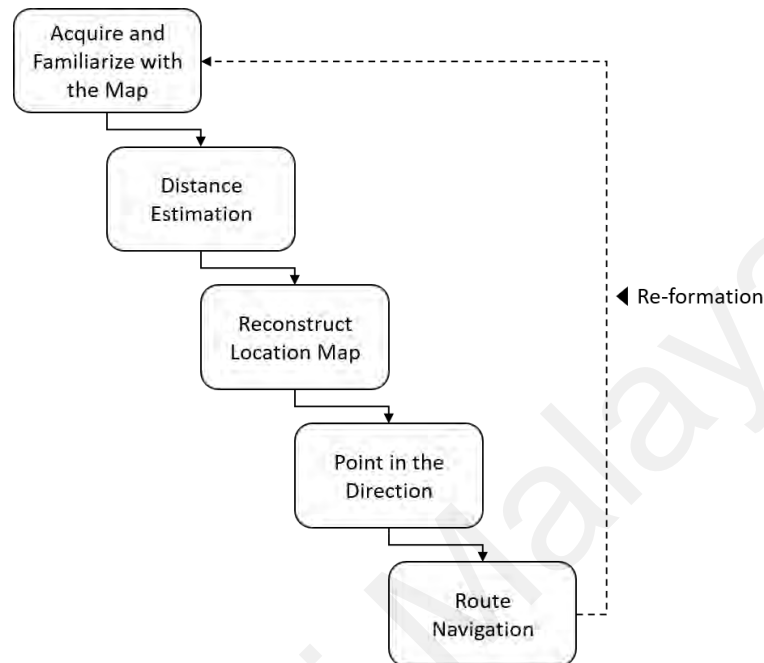 Acquire and
Familiarize with
the Map
Distance
Estimation
Reconstruct
Location Map
Re-formation
Point in the
Direction
Route
Navigation
i Malaya